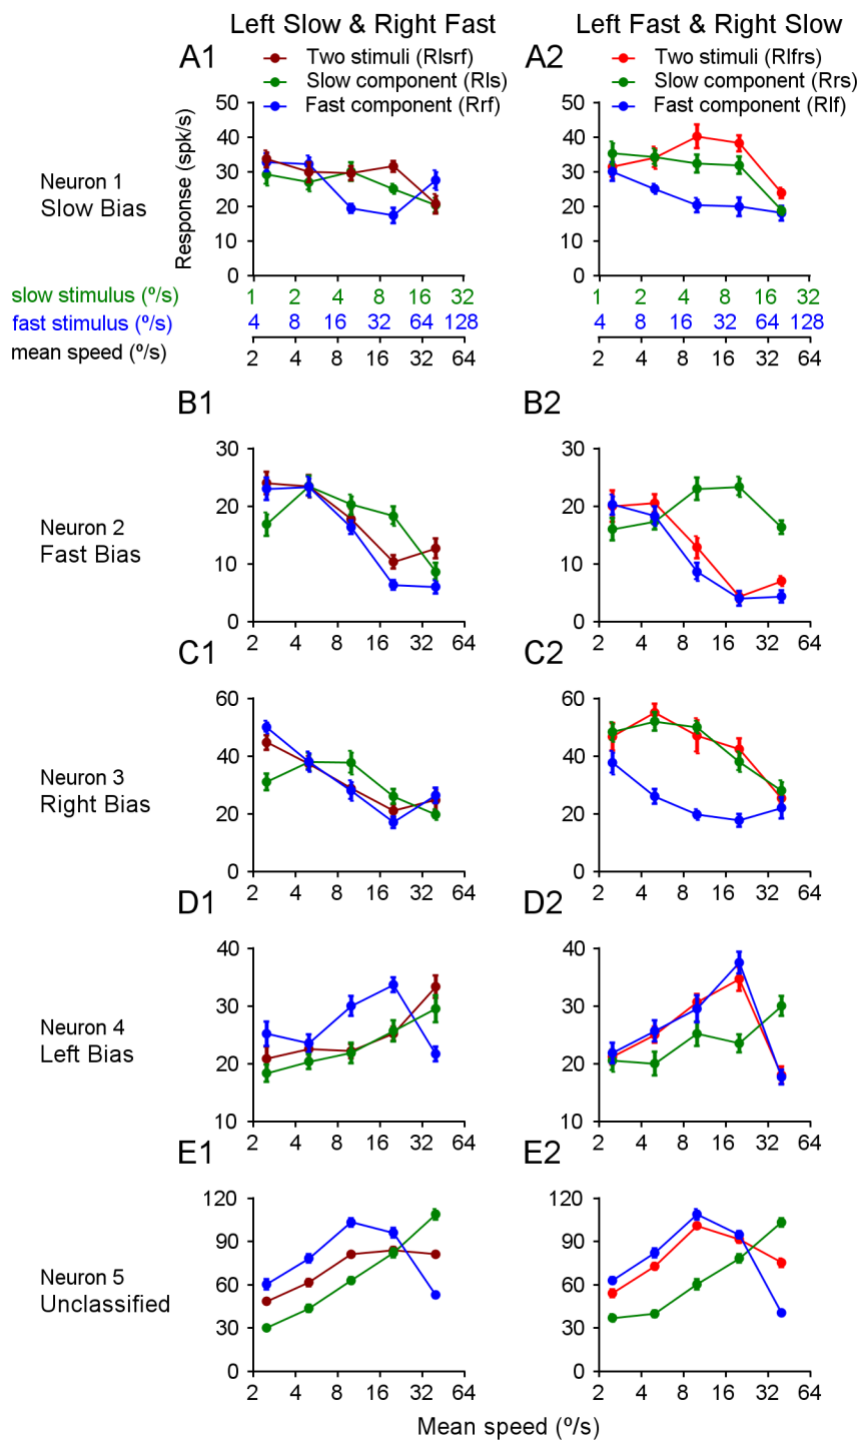 Left Slow & Right Fast
Left Fast & Right Slow
A1
Two stimuli (Rlsrf)
Slow component (Rls)
Fast component (Rrf)
A2
Two stimuli (Rlfrs)
Slow component (Rrs)
Fast component (Rlf)
Neuron 1
Slow Bias
Response (spk/s)
50
40
30
20
10
0
50
40
30
20
10
0
slow stimulus (º/s)
1 2 4 8 16 32
1 2 4 8 16 32
fast stimulus (º/s)
4 8 16 32 64 128
4 8 16 32 64 128
mean speed (º/s)
2 4 8 16 32 64
2 4 8 16 32 64
B1
B2
Neuron 2
Fast Bias
30
20
10
0
2 4 8 16 32 64
30
20
10
0
2 4 8 16 32 64
C1
C2
Neuron 3
Right Bias
60
40
20
0
2 4 8 16 32 64
60
40
20
0
2 4 8 16 32 64
D1
D2
Neuron 4
Left Bias
40
30
20
10
2 4 8 16 32 64
40
30
20
10
2 4 8 16 32 64
E1
E2
Neuron 5
Unclassified
120
90
60
30
0
2 4 8 16 32 64
120
90
60
30
0
2 4 8 16 32 64
Mean speed (º/s)